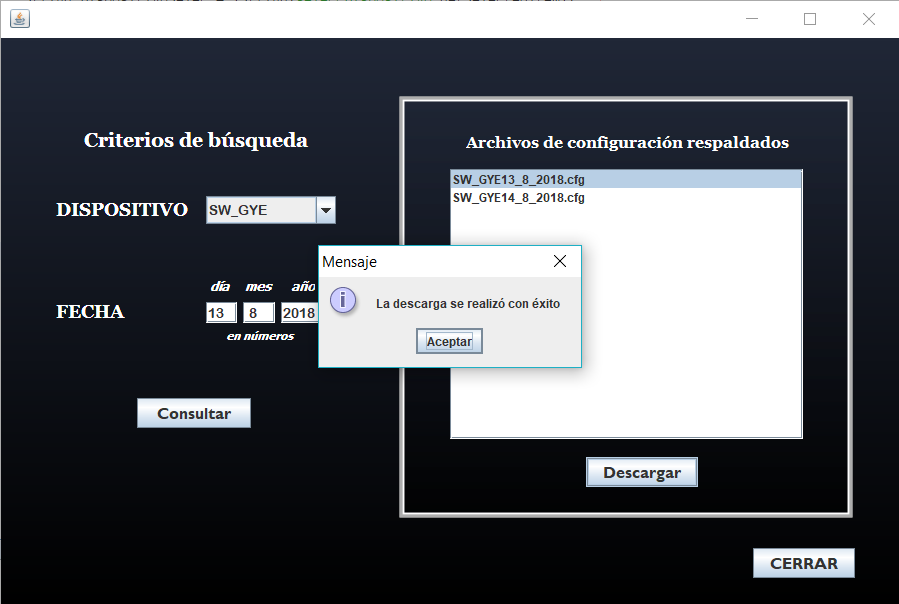 Criterios de búsqueda
DISPOSITIVO SW_GYE
día mes año
FECHA 13 8 2018
en números
Consultar
Archivos de configuración respaldados
SW_GYE13_8_2018.cfg
SW_GYE14_8_2018.cfg
Mensaje
La descarga se realizó con éxito
Aceptar
Descargar
CERRAR